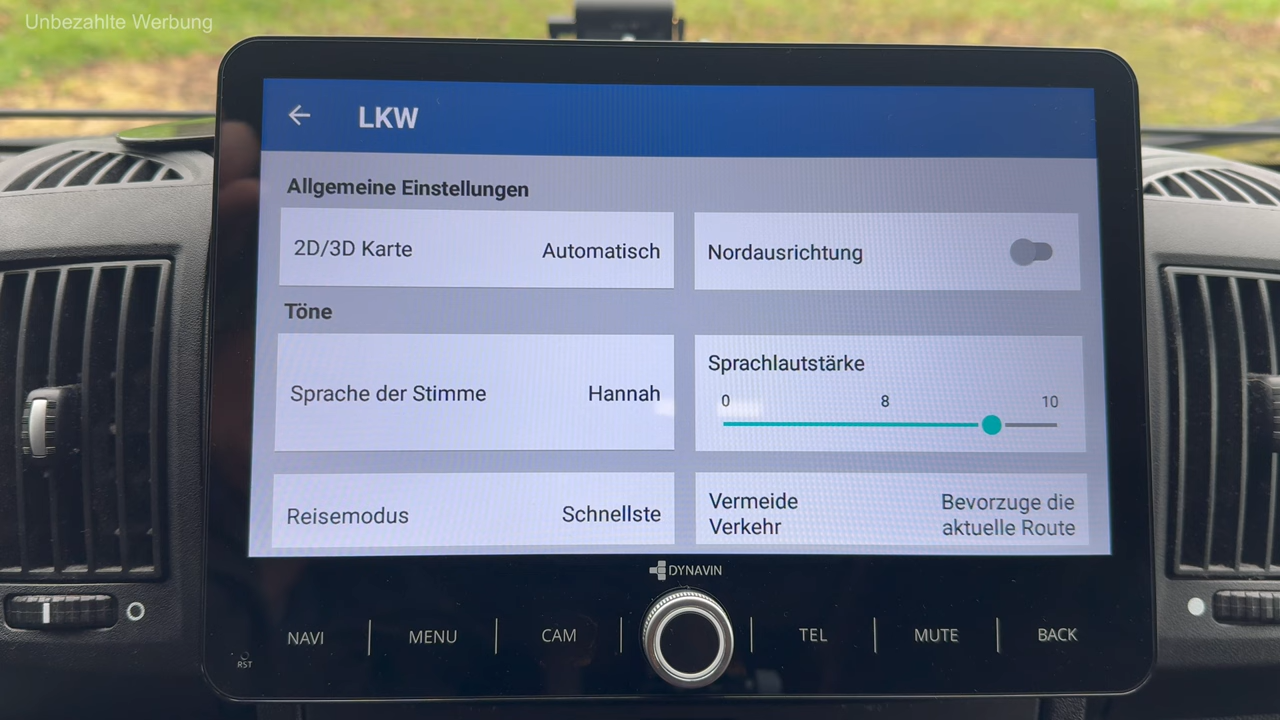 Unbezahlte Werbung
LKW
Allgemeine Einstellungen
2D/3D Karte Automatisch
Nordausrichtung
Töne
Sprache der Stimme Hannah
Sprachlautstärke
0 8 10
Reisemodus Schnellste
Vermeide Verkehr
Bevorzuge die aktuelle Route
DYNAVIN
RST
NAVI MENU CAM TEL MUTE BACK